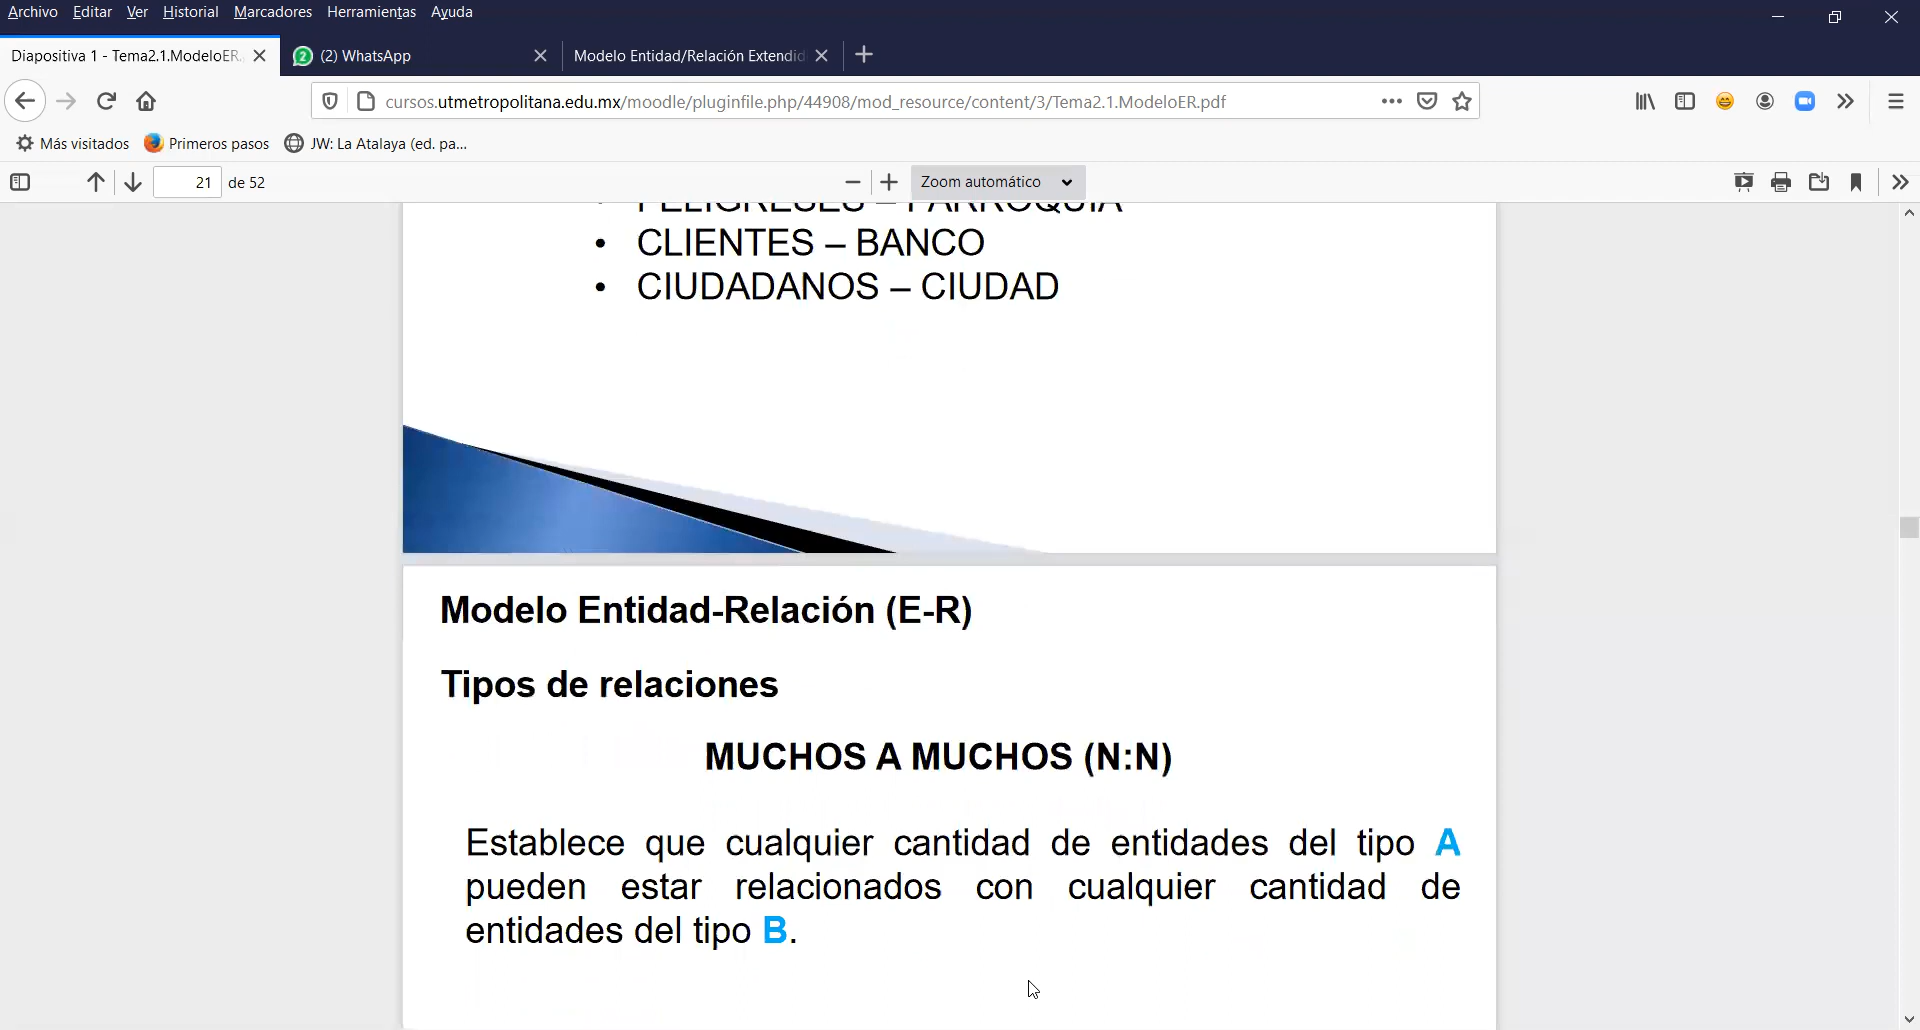 Archivo Editar Ver Historial Marcadores Herramientas Ayuda
Diapositiva 1 - Tema2.1.ModeloER.
(2) WhatsApp
Modelo Entidad/Relación Extendid
cursos.utmetropolitana.edu.mx/moodle/pluginfile.php/44908/mod_resource/content/3/Tema2.1.ModeloER.pdf
Más visitados Primeros pasos JW: La Atalaya (ed. pa...
21 de 52
Zoom automático
• CLIENTES – BANCO
• CIUDADANOS – CIUDAD
Modelo Entidad-Relación (E-R)
Tipos de relaciones
MUCHOS A MUCHOS (N:N)
Establece que cualquier cantidad de entidades del tipo A
pueden estar relacionados con cualquier cantidad de
entidades del tipo B.